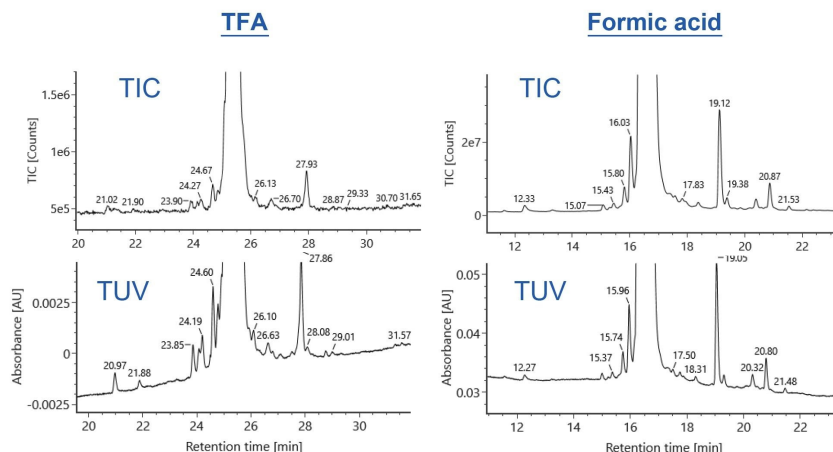 TFA
Formic acid
TIC
TIC [Counts]
1.5e6
1e6
5e5
21.02
21.90
23.90
24.27
24.67
26.13
26.70
27.93
28.87
29.33
30.70
31.65
20 22 24 26 28 30
TIC
TIC [Counts]
2e7
0
12.33
15.07
15.43
15.80
16.03
17.83
19.12
19.38
20.87
21.53
12 14 16 18 20 22
TUV
Absorbance [AU]
0.0025
0
-0.0025
20.97
21.88
23.85
24.19
24.60
26.10
26.63
27.86
28.08
29.01
31.57
20 22 24 26 28 30
Retention time [min]
TUV
Absorbance [AU]
0.05
0.04
0.03
12.27
15.37
15.74
15.96
17.50
18.31
19.05
20.32
20.80
21.48
12 14 16 18 20 22
Retention time [min]